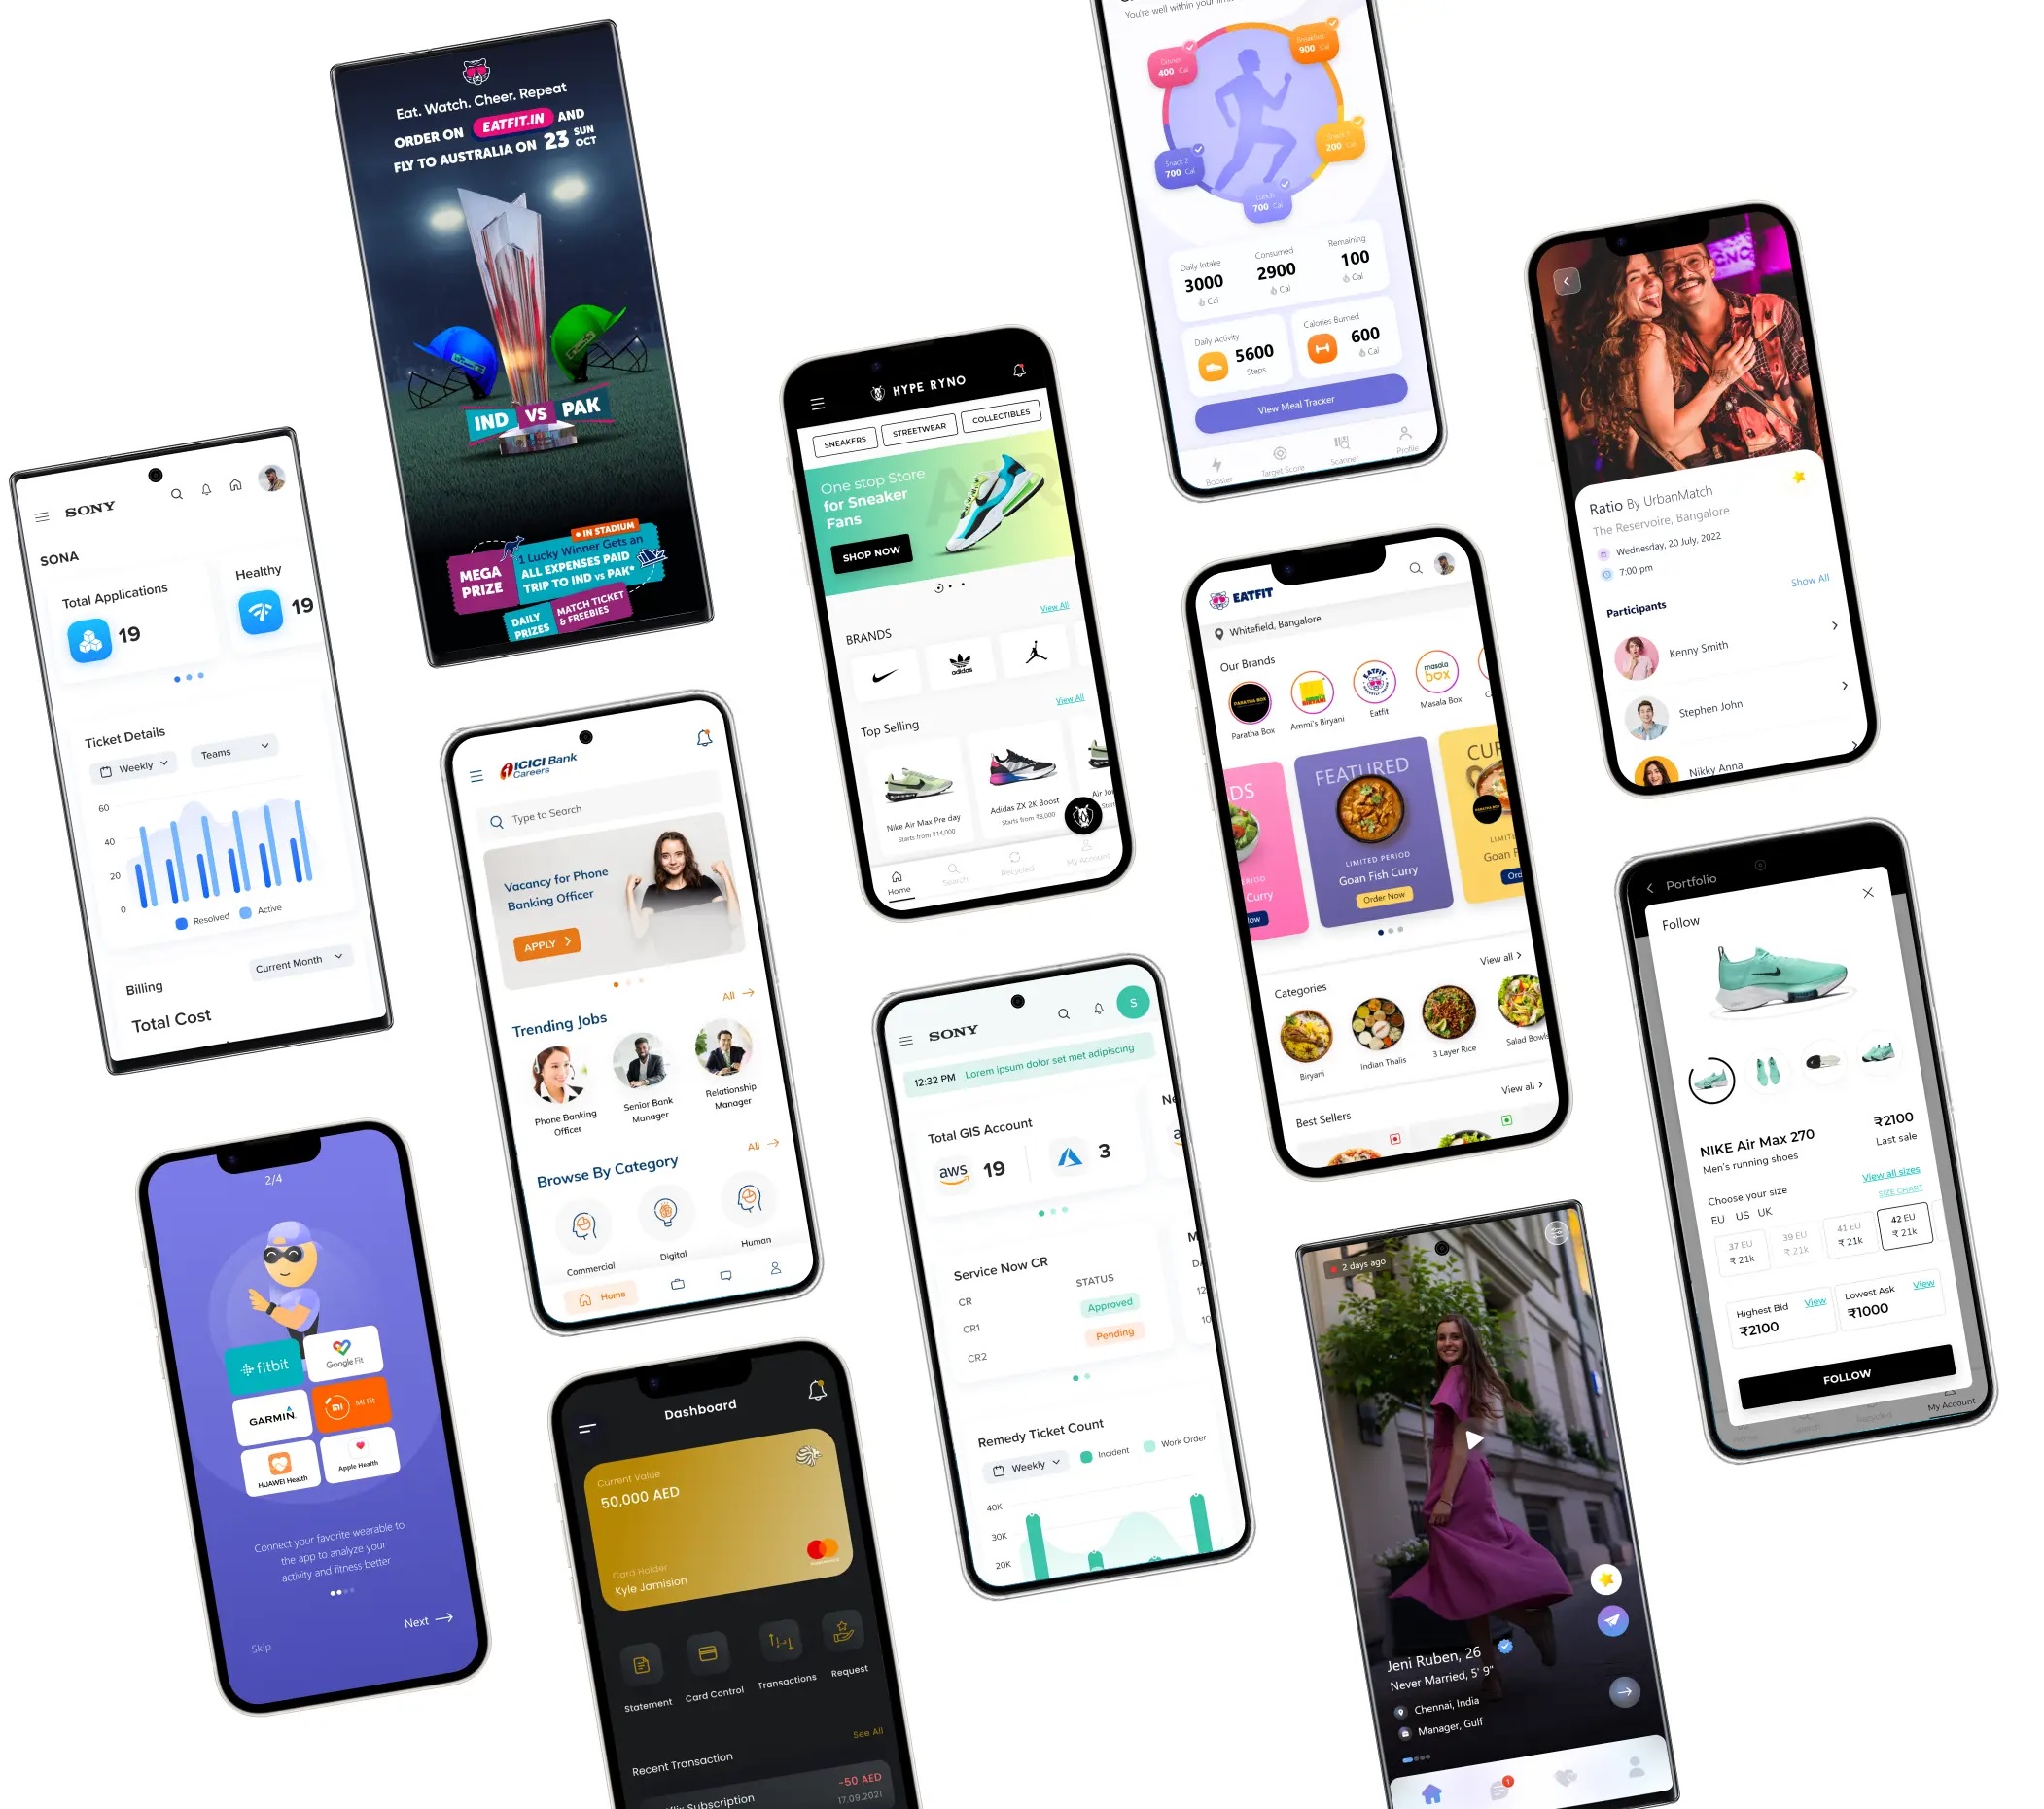 Eat. Watch. Cheer. Repeat
ORDER ON EATFIT.IN AND
FLY TO AUSTRALIA ON 23 SUN OCT
IND VS PAK
IN STADIUM
MEGA PRIZE
1 Lucky Winner Gets an
ALL EXPENSES PAID
TRIP TO IND vs PAK*
DAILY PRIZES
MATCH TICKET
& FREEBIES
You're well within your
Dinner
400 Cal
Breakfast
900 Cal
200 Cal
Snack 2
700 Cal
Lunch
700 Cal
Daily Intake
3000
Cal
Consumed
2900
Cal
Remaining
100
Cal
Daily Activity
5600
Steps
Calories Burned
600
Cal
View Meal Tracker
Booster
Target Score
Scanner
Profile
Ratio By UrbanMatch
The Reservoire, Bangalore
Wednesday, 20 July, 2022
7:00 pm
Show All
Participants
Kenny Smith
Stephen John
Nikky Anna
SONY
SONA
Total Applications
19
Healthy
19
Ticket Details
Weekly
Teams
60
40
20
0
Resolved
Active
Billing
Current Month
Total Cost
HYPE RYNO
SNEAKERS
STREETWEAR
COLLECTIBLES
One stop Store
for Sneaker
Fans
SHOP NOW
View All
BRANDS
adidas
View All
Top Selling
Nike Air Max Pre day
Starts from ₹14,000
Adidas ZX 2K Boost
Starts from ₹8,000
Air Jor
Home
Search
Recycled
My Account
EATFIT
Whitefield, Bangalore
Our Brands
PARATHA BOX
Paratha Box
Ammi's Biryani
EATFIT
Eatfit
masala box
Masala Box
DS
Curry
FEATURED
LIMITED PERIOD
Goan Fish Curry
Order Now
CUR
LIMIT
Goan F
View all
Categories
Biryani
Indian Thalis
3 Layer Rice
Salad Bowls
View all
Best Sellers
ICICI Bank
Careers
Type to Search
Vacancy for Phone
Banking Officer
APPLY
All
Trending Jobs
Phone Banking
Officer
Senior Bank
Manager
Relationship
Manager
All
Browse By Category
Commercial
Digital
Human
Home
Portfolio
Follow
NIKE Air Max 270
Men's running shoes
₹2100
Last sale
View all sizes
Choose your size
SIZE CHART
EU US UK
37 EU
₹ 21k
39 EU
₹ 21k
41 EU
₹ 21k
42 EU
₹ 21k
Highest Bid
View
₹2100
Lowest Ask
View
₹1000
FOLLOW
My Account
SONY
S
12:32 PM Lorem ipsum dolor set met adipiscing
Total GIS Account
aws
19
3
Ne
Service Now CR
CR
STATUS
CR1
Approved
CR2
Pending
M
12
10
Remedy Ticket Count
Weekly
Incident
Work Order
40K
30K
20K
2/4
fitbit
Google Fit
GARMIN
MI Fit
HUAWEI Health
Apple Health
Connect your favorite wearable to
the app to analyze your
activity and fitness better
Skip
Next
Dashboard
Current Value
50,000 AED
Card Holder
Kyle Jamision
Statement
Card Control
Transactions
Request
See All
Recent Transaction
flix Subscription
-50 AED
17.09.2021
2 days ago
Jeni Ruben, 26
Never Married, 5' 9"
Chennai, India
Manager, Gulf
1